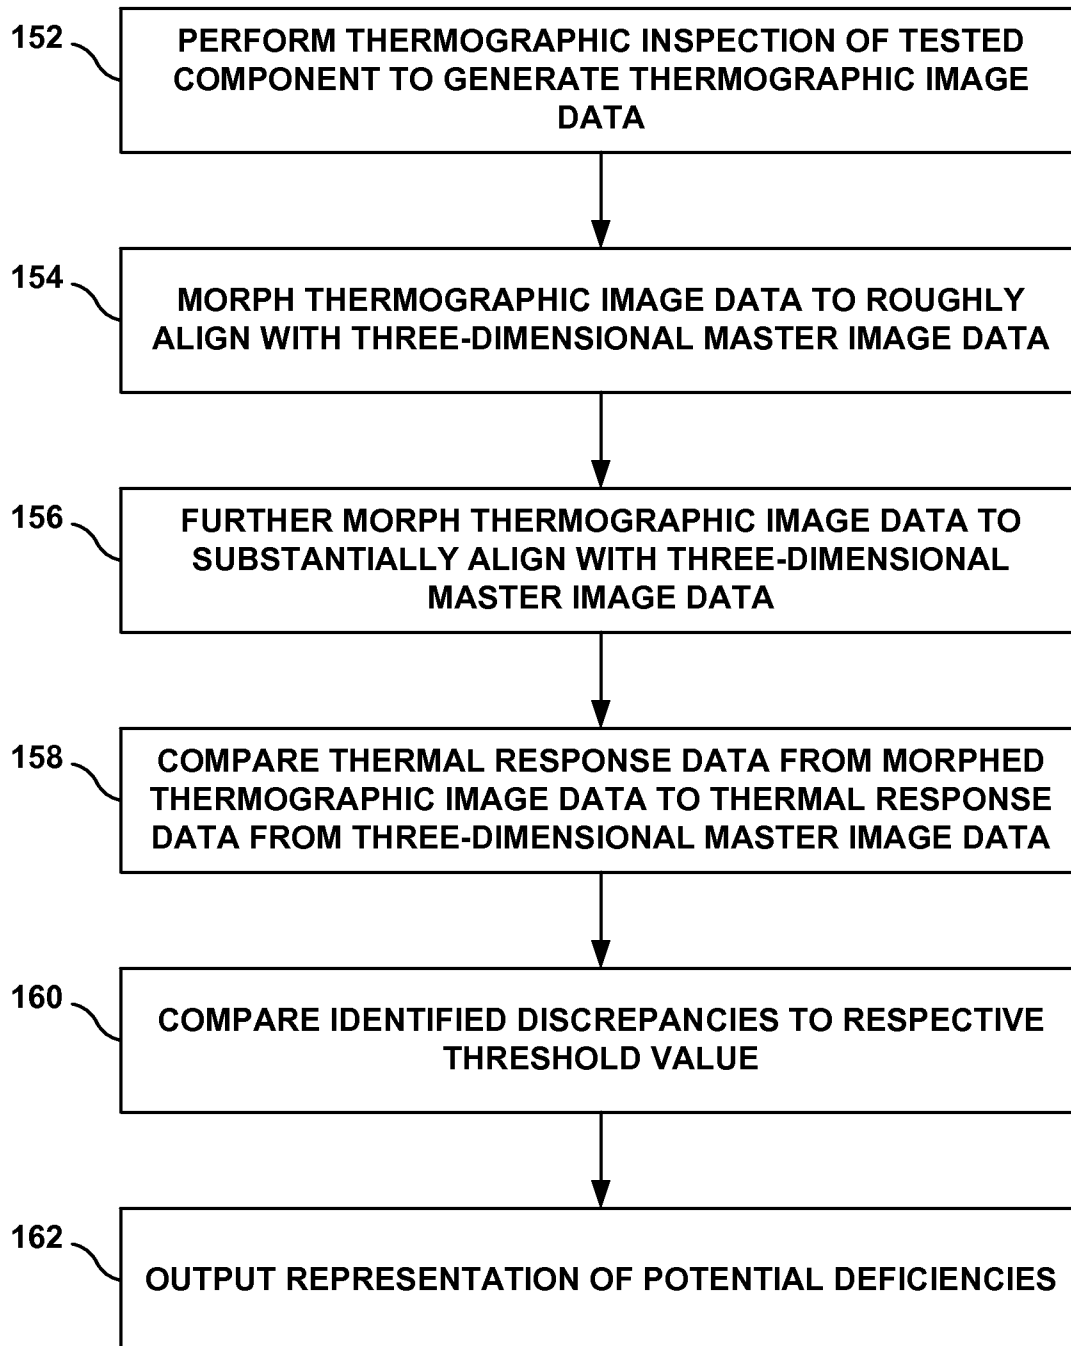 152
PERFORM THERMOGRAPHIC INSPECTION OF TESTED
COMPONENT TO GENERATE THERMOGRAPHIC IMAGE
DATA
154
MORPH THERMOGRAPHIC IMAGE DATA TO ROUGHLY
ALIGN WITH THREE-DIMENSIONAL MASTER IMAGE DATA
156
FURTHER MORPH THERMOGRAPHIC IMAGE DATA TO
SUBSTANTIALLY ALIGN WITH THREE-DIMENSIONAL
MASTER IMAGE DATA
158
COMPARE THERMAL RESPONSE DATA FROM MORPHED
THERMOGRAPHIC IMAGE DATA TO THERMAL RESPONSE
DATA FROM THREE-DIMENSIONAL MASTER IMAGE DATA
160
COMPARE IDENTIFIED DISCREPANCIES TO RESPECTIVE
THRESHOLD VALUE
162
OUTPUT REPRESENTATION OF POTENTIAL DEFICIENCIES